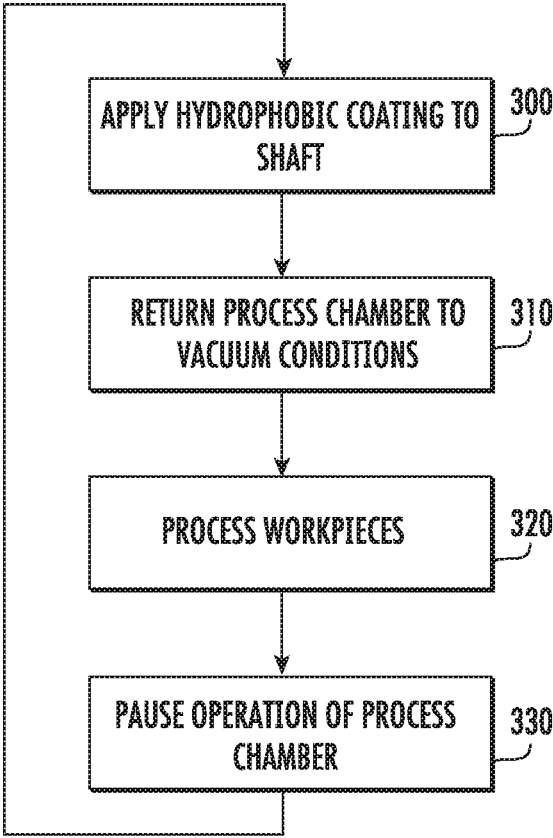 APPLY HYDROPHOBIC COATING TO
SHAFT
300
RETURN PROCESS CHAMBER TO
VACUUM CONDITIONS
310
PROCESS WORKPIECES
320
PAUSE OPERATION OF PROCESS
CHAMBER
330